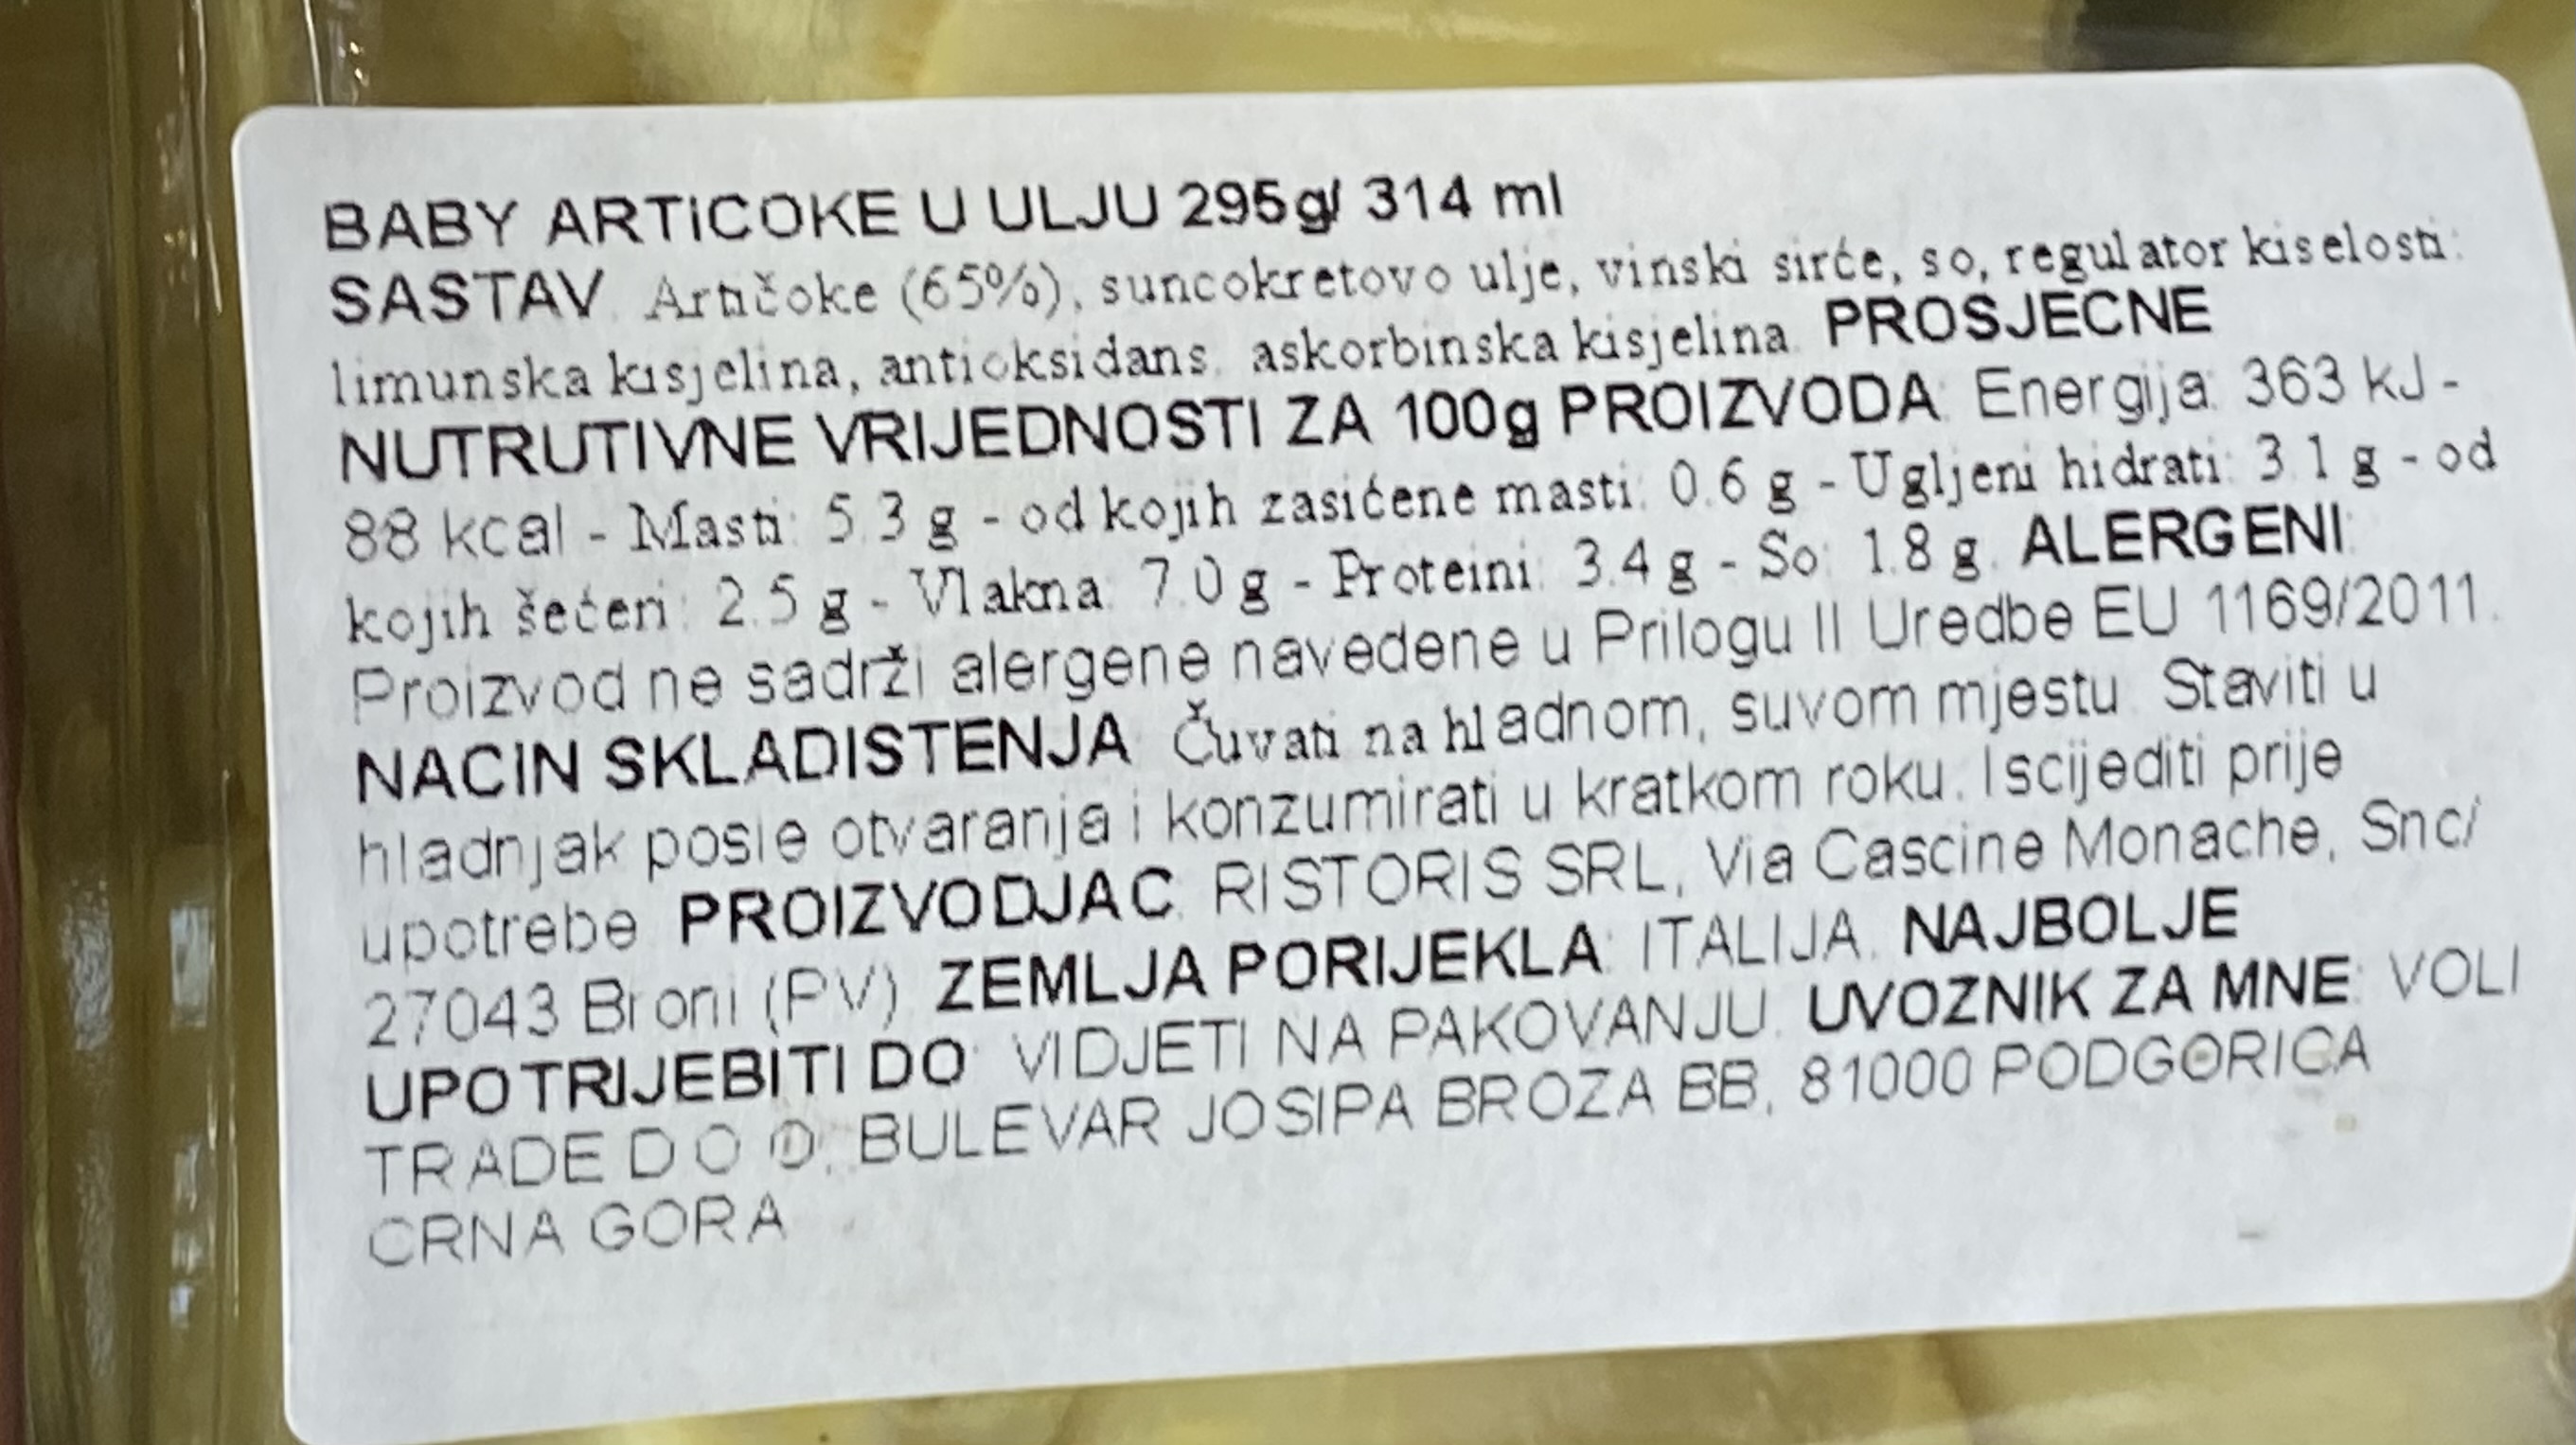 BABY ARTICOKE U ULJU 295g/ 314 ml
SASTAV. Artičoke (65%), suncokretovo ulje, vinski sirće, so, regulator kiselosti:
limunska kisjelina, antioksidans. askorbinska kisjelina. PROSJECNE
NUTRUTIVNE VRIJEDNOSTI ZA 100g PROIZVODA: Energija: 363 kJ -
88 kcal - Masti: 5.3 g - od kojih zasićene masti: 0.6 g - Ugljeni hidrati: 3.1 g - od
kojih šećeri: 2.5 g - Vlakna: 7.0 g - Proteini: 3.4 g - So: 1.8 g. ALERGENI:
Proizvod ne sadrži alergene navedene u Prilogu II Uredbe EU 1169/2011.
NACIN SKLADISTENJA: Čuvati na hladnom, suvom mjestu. Staviti u
hladnjak posle otvaranja i konzumirati u kratkom roku. Iscijediti prije
upotrebe. PROIZVODJAC: RISTORIS SRL, Via Cascine Monache, Snc/
27043 Broni (PV). ZEMLJA PORIJEKLA: ITALIJA. NAJBOLJE
UPOTRIJEBITI DO: VIDJETI NA PAKOVANJU. UVOZNIK ZA MNE: VOLI
TRADE D.O.O. BULEVAR JOSIPA BROZA BB, 81000 PODGORICA
CRNA GORA